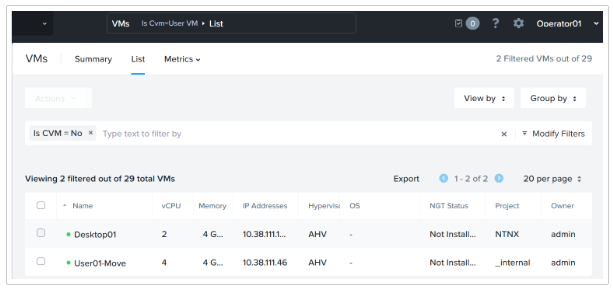 VMs Is Cvm=User VM › List 0 ? Operator01
VMs Summary List Metrics 2 Filtered VMs out of 29
Actions View by Group by
Is CVM = No × Type text to filter by × Modify Filters
Viewing 2 filtered out of 29 total VMs Export 1 - 2 of 2 20 per page
Name vCPU Memory IP Addresses Hypervis OS NGT Status Project Owner
Desktop01 2 4 G... 10.38.111.1... AHV - Not Install... NTNX admin
User01-Move 4 4 G... 10.38.111.46 AHV - Not Install... _internal admin